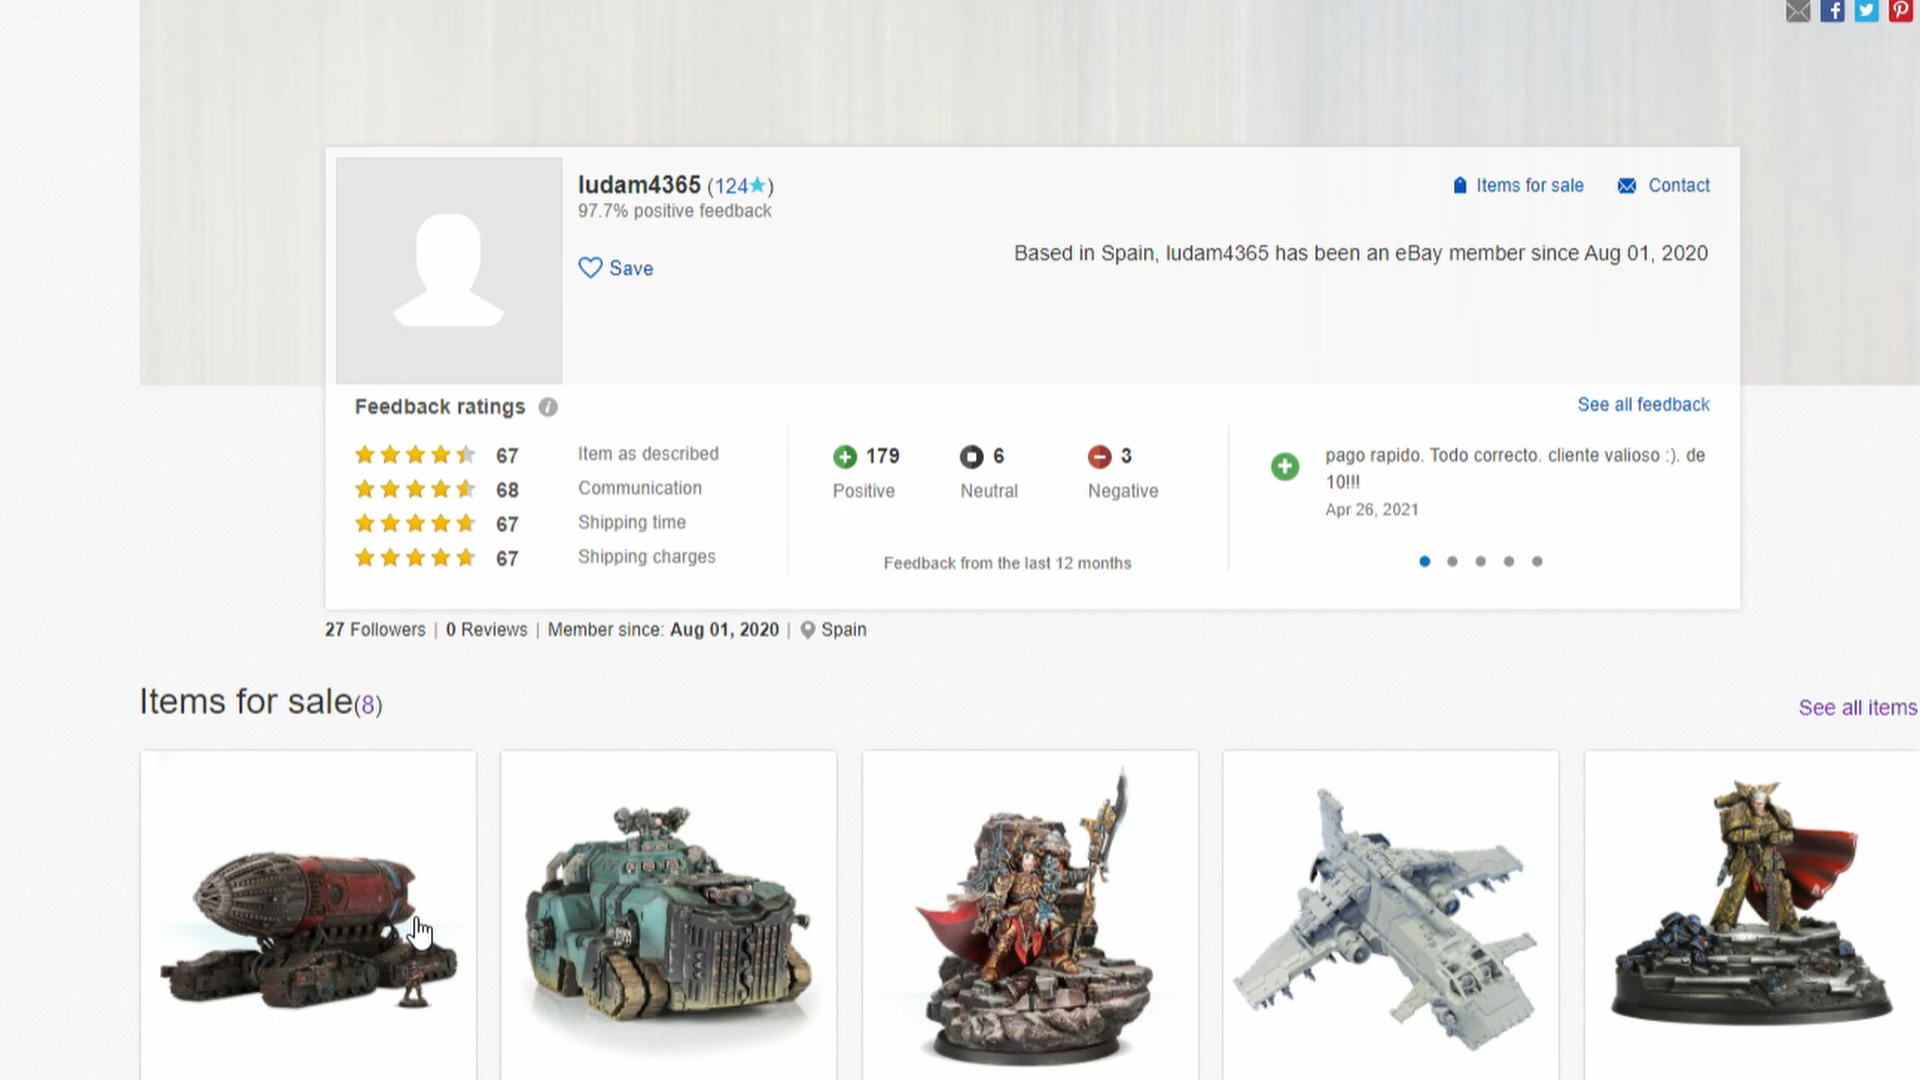 ludam4365 (124★)
97.7% positive feedback
Save
Items for sale
Contact
Based in Spain, ludam4365 has been an eBay member since Aug 01, 2020
Feedback ratings
See all feedback
67 Item as described
68 Communication
67 Shipping time
67 Shipping charges
179
Positive
6
Neutral
3
Negative
Feedback from the last 12 months
pago rapido. Todo correcto. cliente valioso :). de
10!!!
Apr 26, 2021
27 Followers | 0 Reviews | Member since: Aug 01, 2020 | Spain
Items for sale(8)
See all items